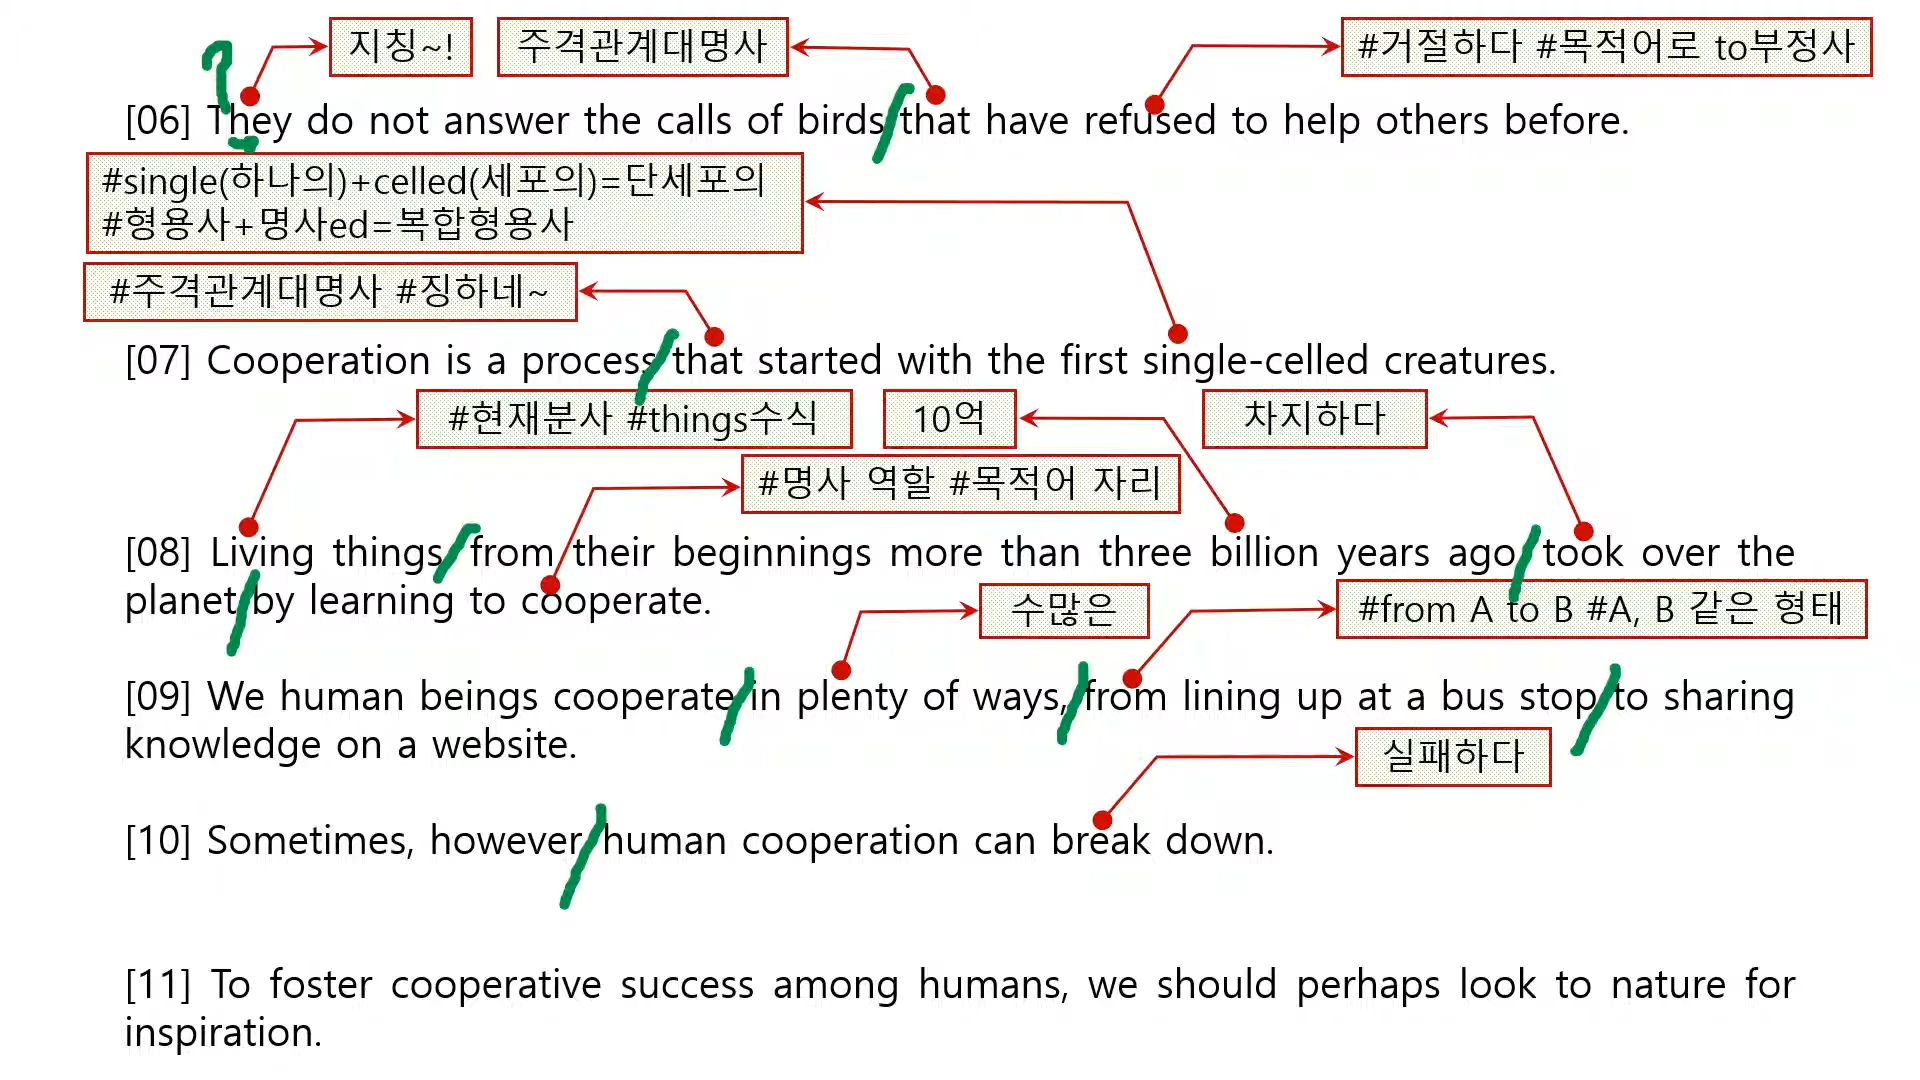 지칭~!
주격관계대명사
#거절하다 #목적어로 to부정사
[06] They do not answer the calls of birds that have refused to help others before.
#single(하나의)+celled(세포의)=단세포의
#형용사+명사ed=복합형용사
#주격관계대명사 #징하네~
[07] Cooperation is a process that started with the first single-celled creatures.
#현재분사 #things수식
10억
차지하다
#명사 역할 #목적어 자리
[08] Living things from their beginnings more than three billion years ago took over the
planet by learning to cooperate.
수많은
#from A to B #A, B 같은 형태
[09] We human beings cooperate in plenty of ways, from lining up at a bus stop to sharing
knowledge on a website.
실패하다
[10] Sometimes, however human cooperation can break down.
[11] To foster cooperative success among humans, we should perhaps look to nature for
inspiration.